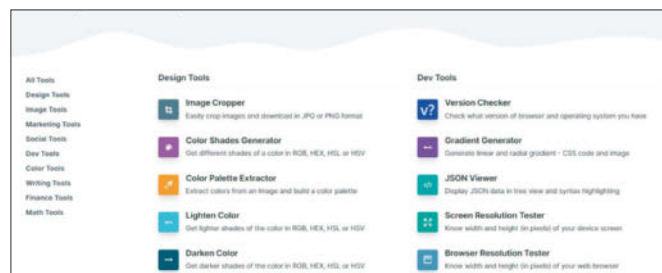 All Tools
Design Tools
Image Tools
Marketing Tools
Social Tools
Dev Tools
Color Tools
Writing Tools
Finance Tools
Math Tools
Design Tools
Image Cropper
Easily crop images and download in JPG or PNG format
Color Shades Generator
Get different shades of a color in RGB, HEX, HSL or HSV
Color Palette Extractor
Extract colors from an image and build a color palette
Lighten Color
Get lighter shades of the color in RGB, HEX, HSL or HSV
Darken Color
Get darker shades of the color in RGB, HEX, HSL or HSV
Dev Tools
V?
Version Checker
Check what version of browser and operating system you have
Gradient Generator
Generate linear and radial gradient - CSS code and image
</>
JSON Viewer
Display JSON data in tree view and syntax highlighting
Screen Resolution Tester
Know width and height (in pixels) of your device screen
Browser Resolution Tester
Know width and height (in pixels) of your web browser